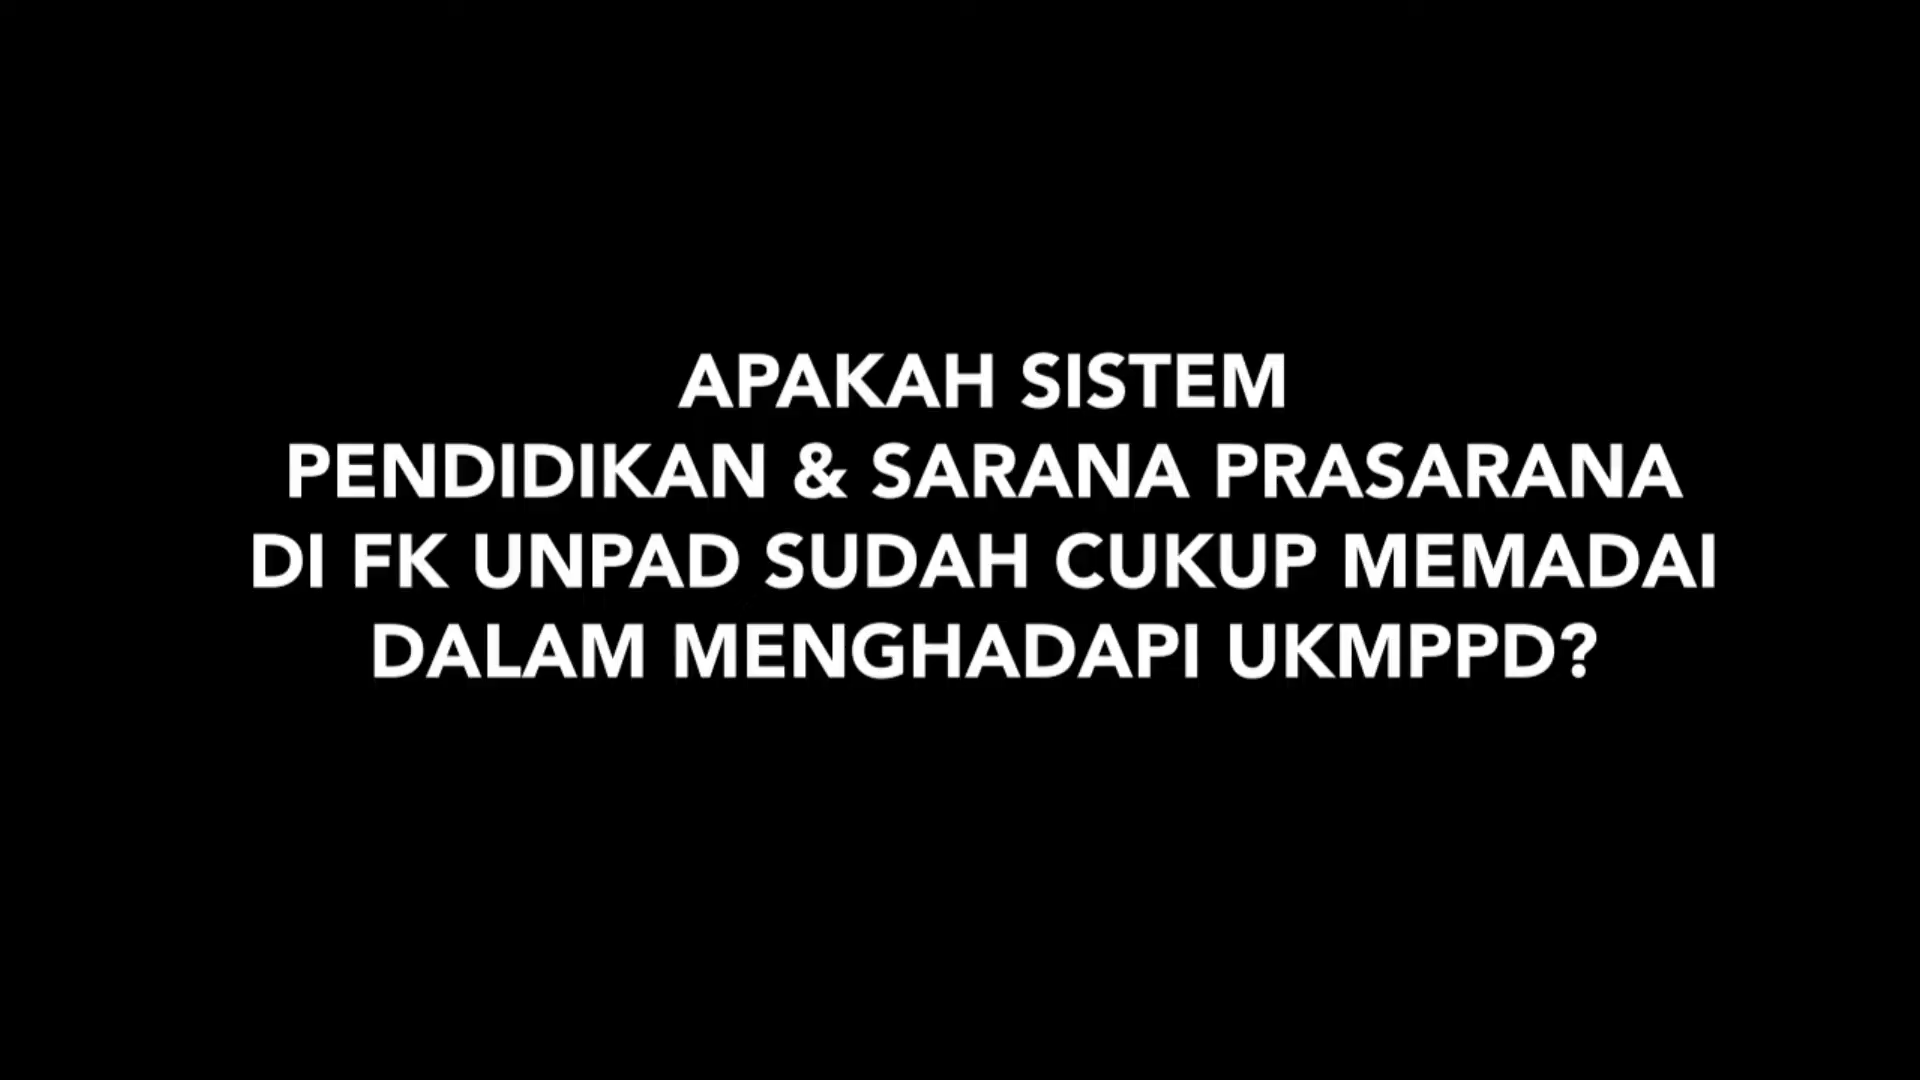 APAKAH SISTEM
PENDIDIKAN & SARANA PRASARANA
DI FK UNPAD SUDAH CUKUP MEMADAI
DALAM MENGHADAPI UKMPPD?